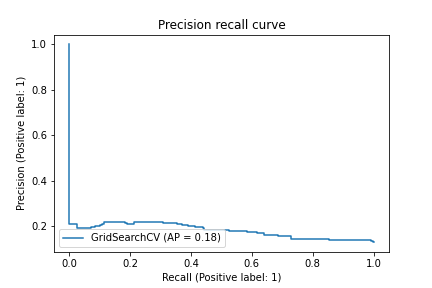 Precision recall curve
Precision (Positive label: 1)
1.0
0.8
0.6
0.4
0.2
GridSearchCV (AP = 0.18)
0.0 0.2 0.4 0.6 0.8 1.0
Recall (Positive label: 1)